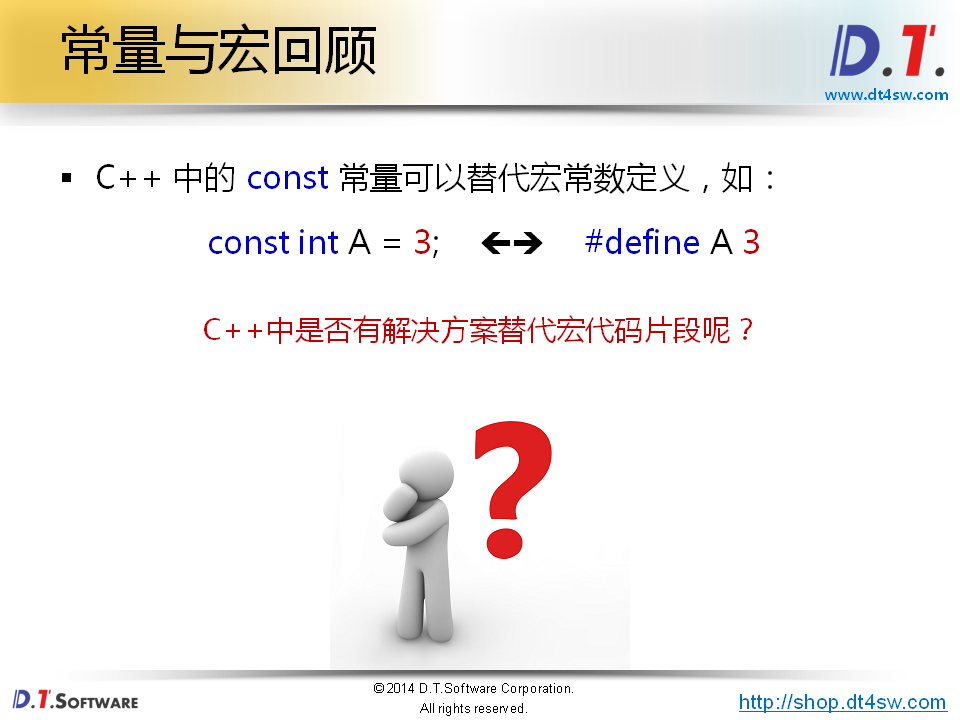 常量与宏回顾
D.T.
www.dt4sw.com
▪ C++ 中的 const 常量可以替代宏常数定义，如：
const int A = 3; 🡨🡪 #define A 3
C++中是否有解决方案替代宏代码片段呢？
?
D.T.SOFTWARE
©2014 D.T.Software Corporation.
All rights reserved.
http://shop.dt4sw.com